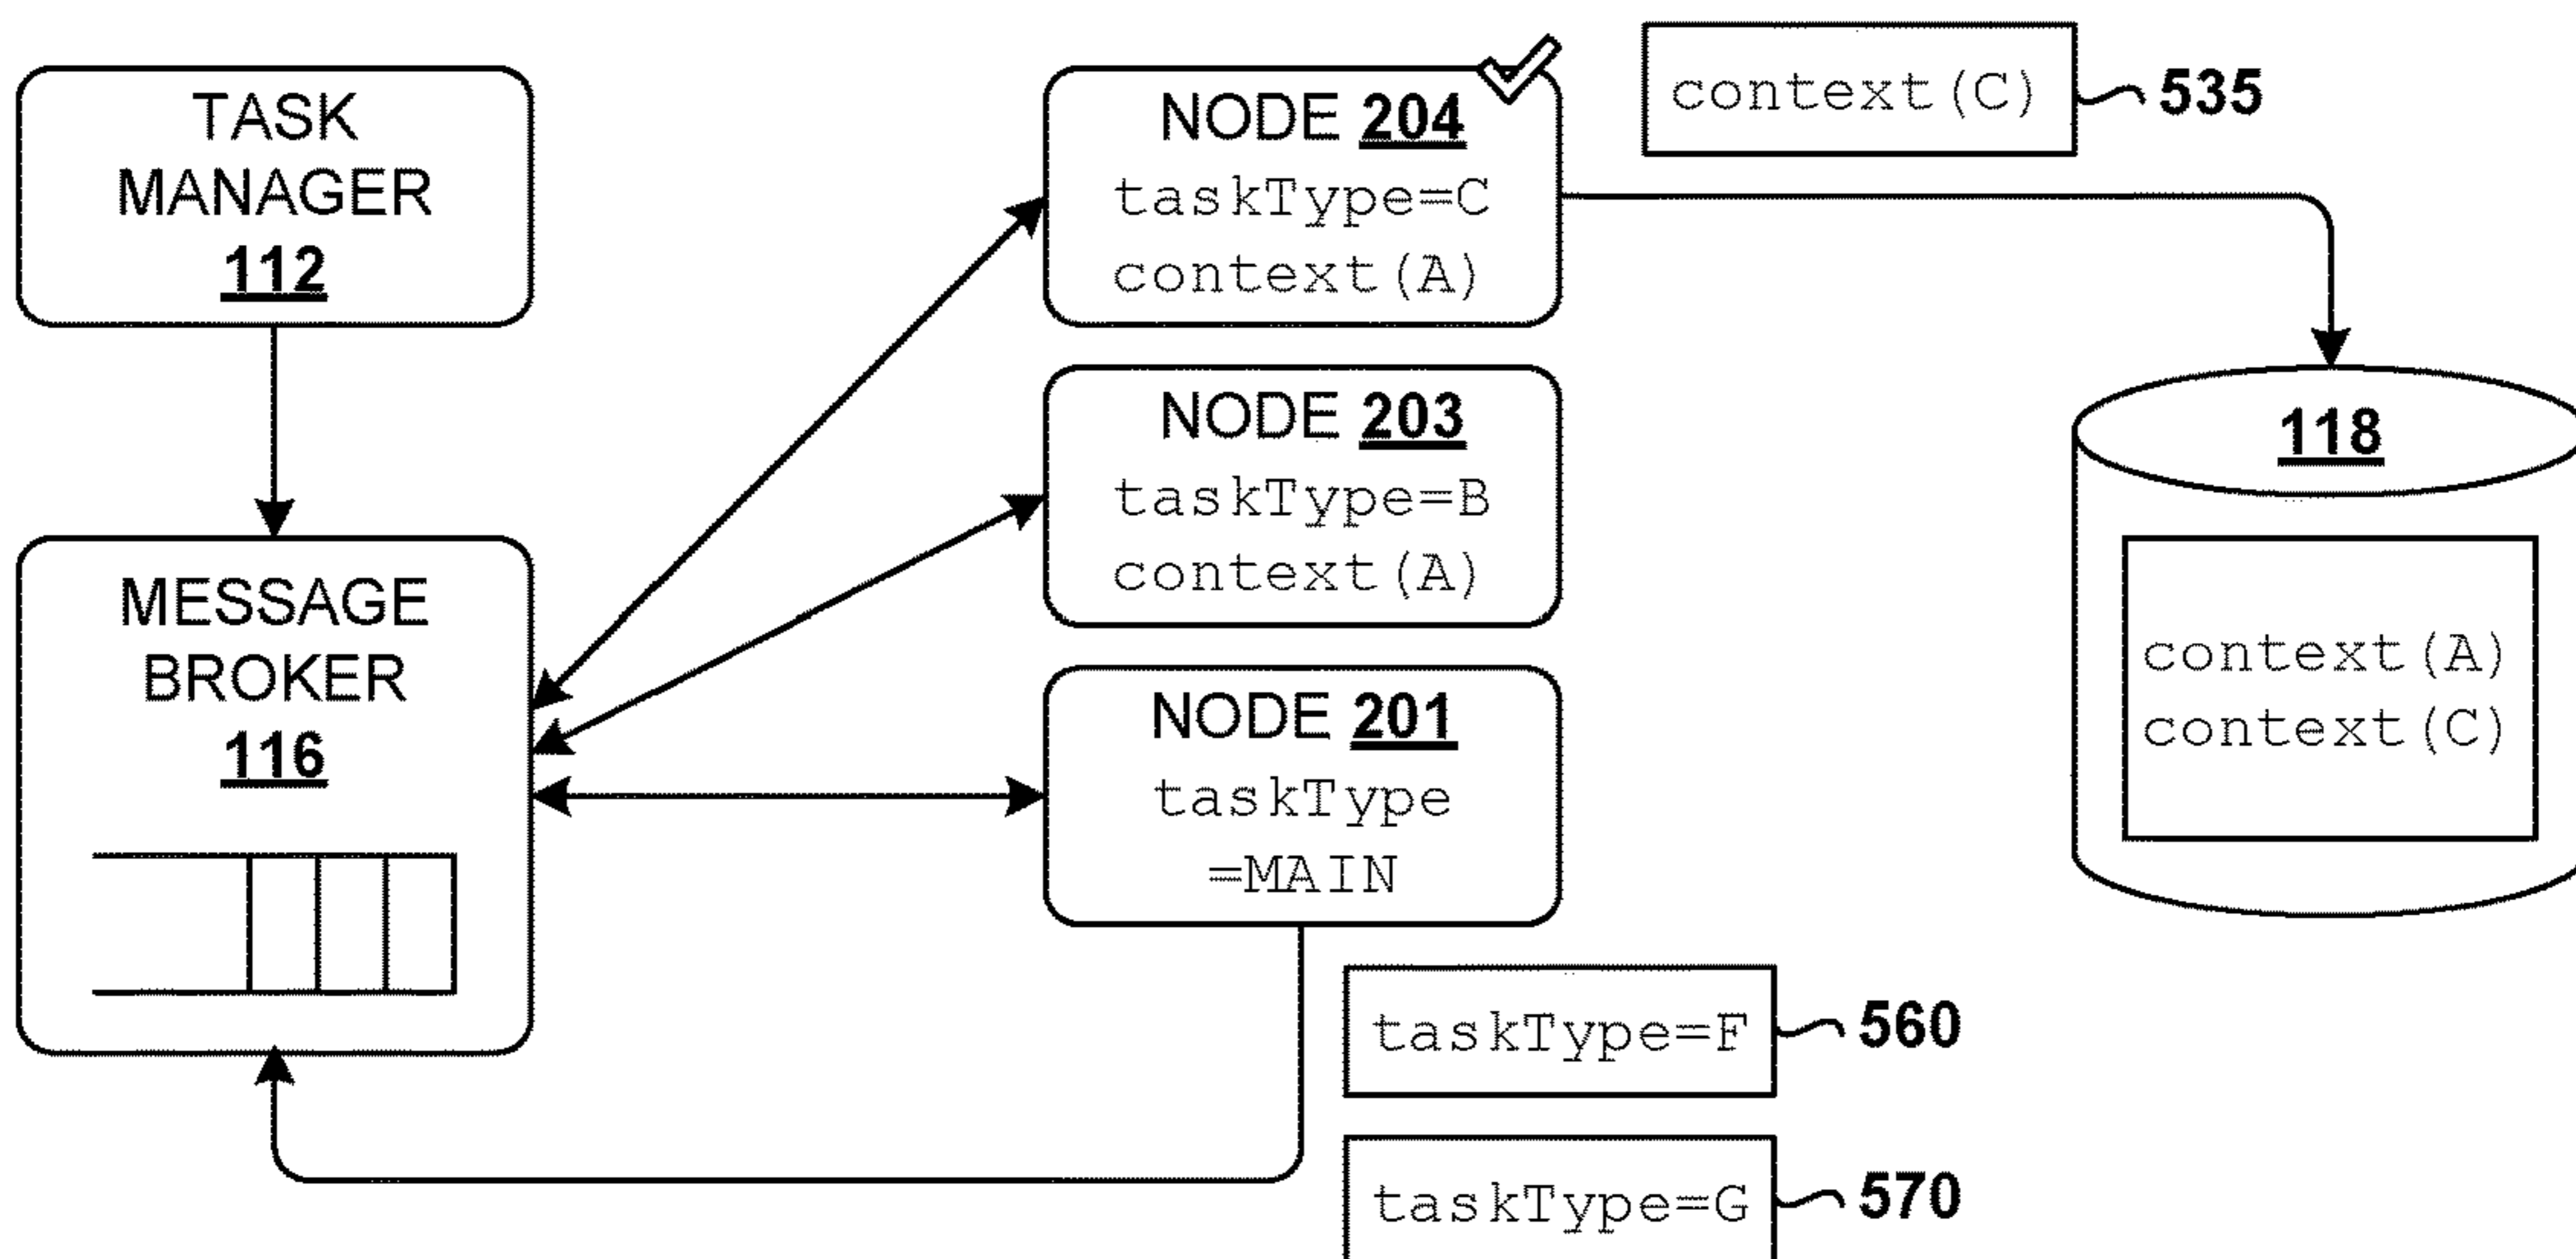 TASK
MANAGER
112
MESSAGE
BROKER
116
NODE 204
taskType=C
context(A)
NODE 203
taskType=B
context(A)
NODE 201
taskType
=MAIN
context(C)
535
118
context(A)
context(C)
taskType=F
560
taskType=G
570